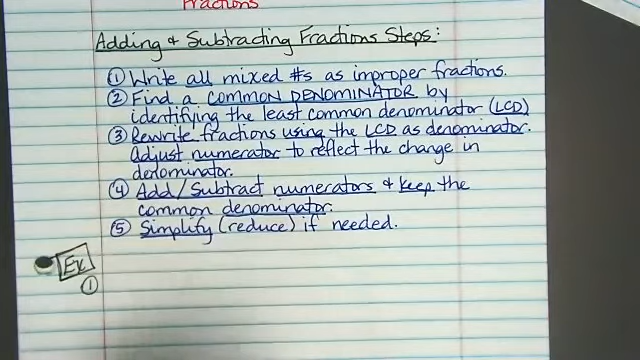 Fractions
Adding & Subtracting Fractions Steps:
① Write all mixed #s as improper fractions.
② Find a COMMON DENOMINATOR by
identifying the least common denominator (LCD)
③ Rewrite fractions using the LCD as denominator.
Adjust numerator to reflect the change in
denominator.
④ Add/Subtract numerators & keep the
common denominator.
⑤ Simplify (reduce) if needed.
Ex
①